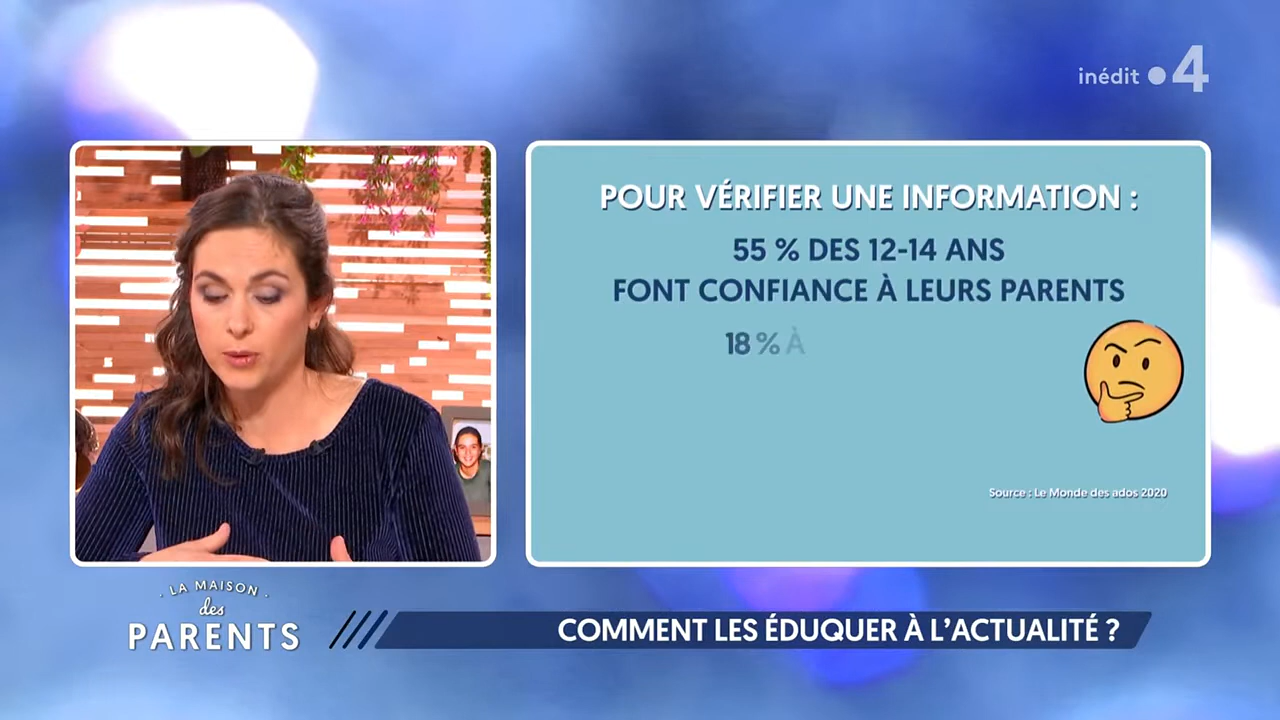 inédit 4
POUR VÉRIFIER UNE INFORMATION :
55 % DES 12-14 ANS
FONT CONFIANCE À LEURS PARENTS
18 % À
Source : Le Monde des ados 2020
LA MAISON
des
PARENTS
COMMENT LES ÉDUQUER À L'ACTUALITÉ ?